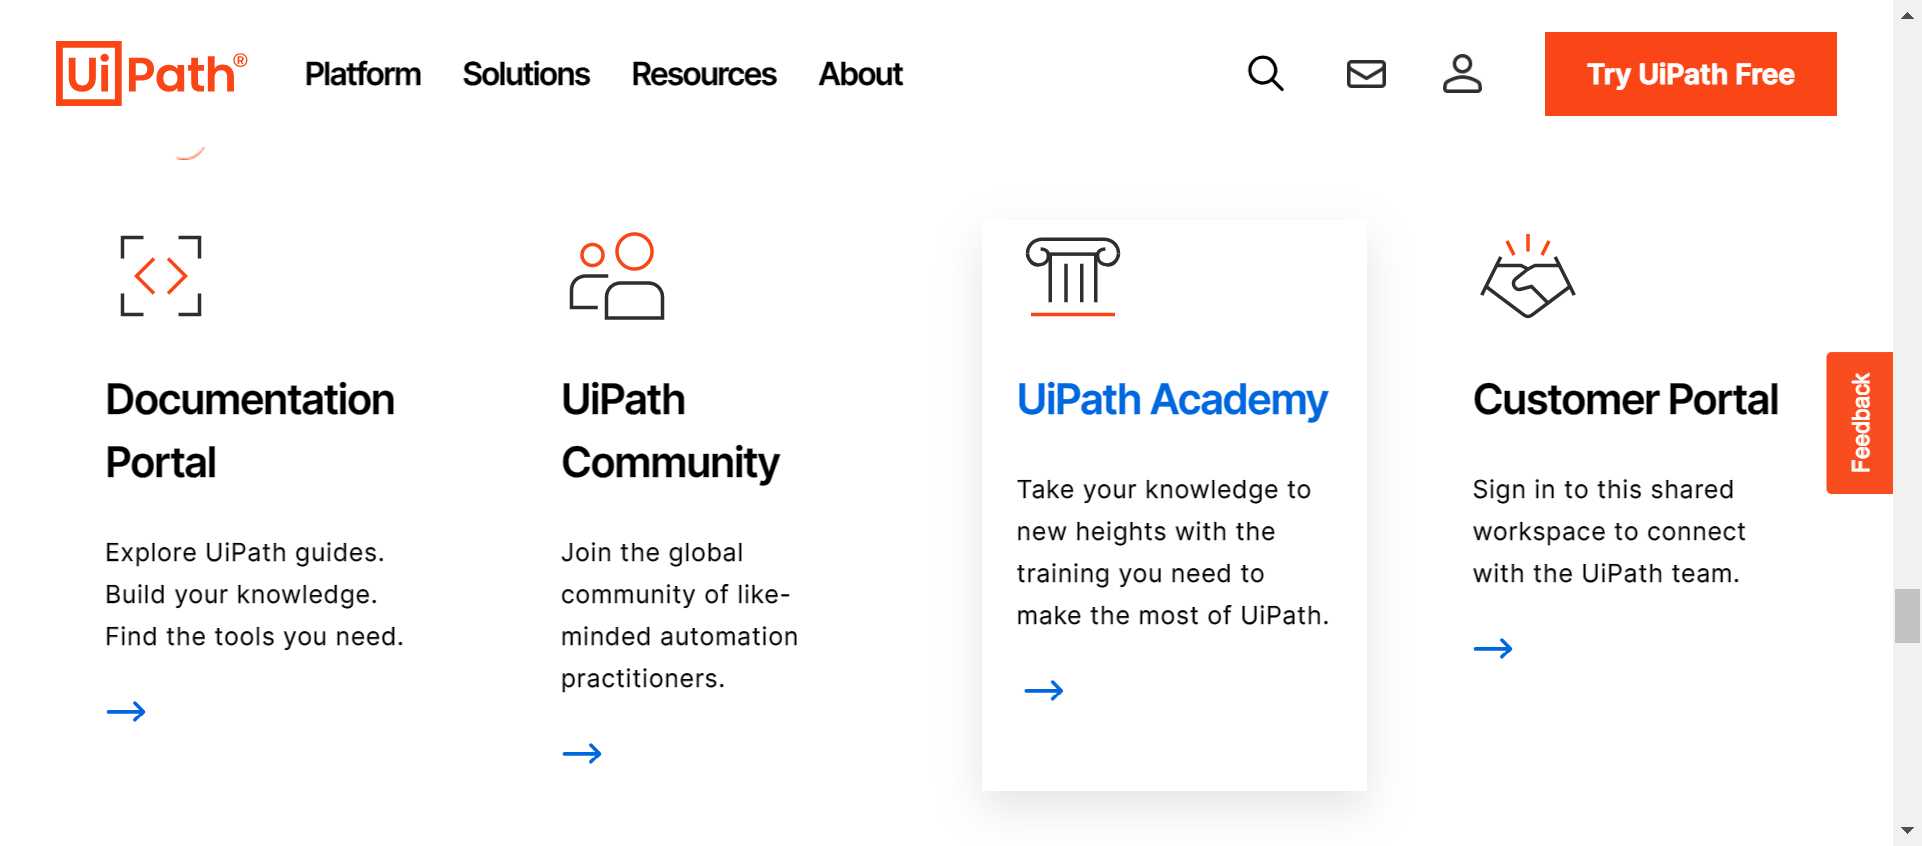 UiPath®
Platform
Solutions
Resources
About
Try UiPath Free
Documentation
Portal
Explore UiPath guides.
Build your knowledge.
Find the tools you need.
UiPath
Community
Join the global
community of like-
minded automation
practitioners.
UiPath Academy
Take your knowledge to
new heights with the
training you need to
make the most of UiPath.
Customer Portal
Sign in to this shared
workspace to connect
with the UiPath team.
Feedback